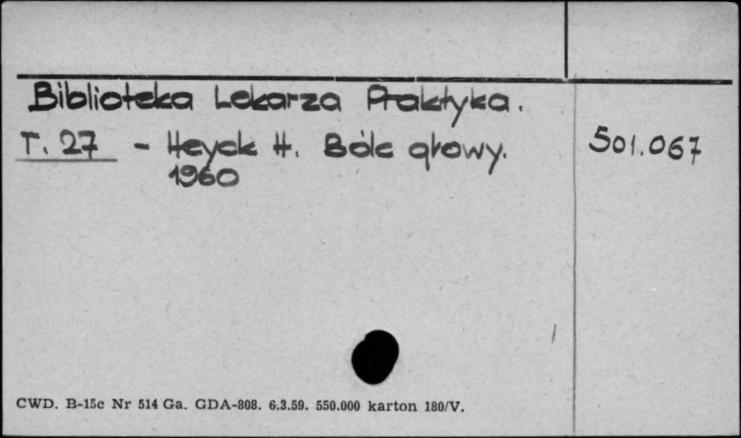 Biblioteka Lekarza Praktyka.
T. 27 - Heyck H. Bóle głowy. 501.067
1960
CWD. B-15c Nr 514 Ga. GDA-808. 6.3.59. 550.000 karton 180/V.